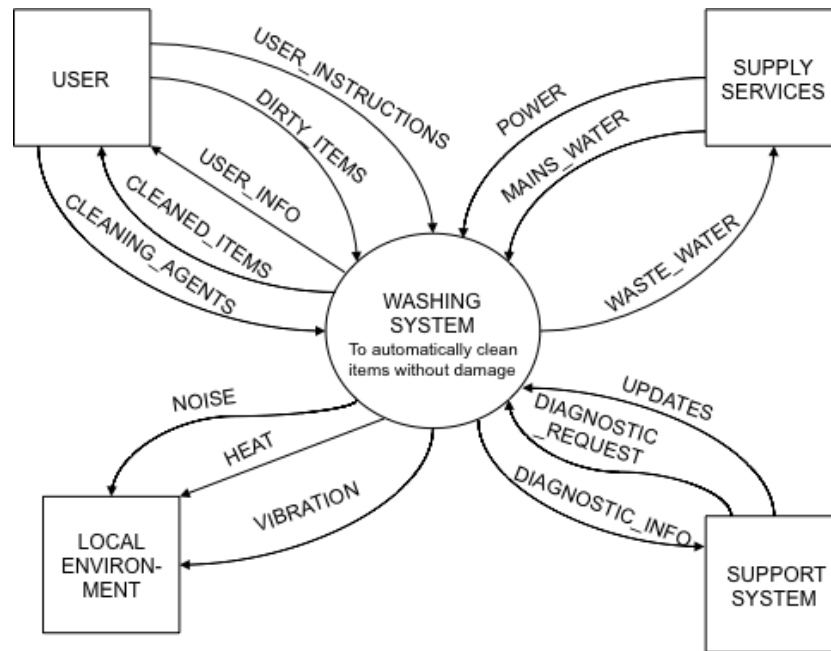 USER
USER_INSTRUCTIONS
DIRTY_ITEMS
USER_INFO
CLEANED_ITEMS
CLEANING_AGENTS
SUPPLY
SERVICES
POWER
MAINS_WATER
WASTE_WATER
WASHING
SYSTEM
To automatically clean
items without damage
NOISE
HEAT
VIBRATION
LOCAL
ENVIRON-
MENT
UPDATES
DIAGNOSTIC
_REQUEST
DIAGNOSTIC_INFO
SUPPORT
SYSTEM